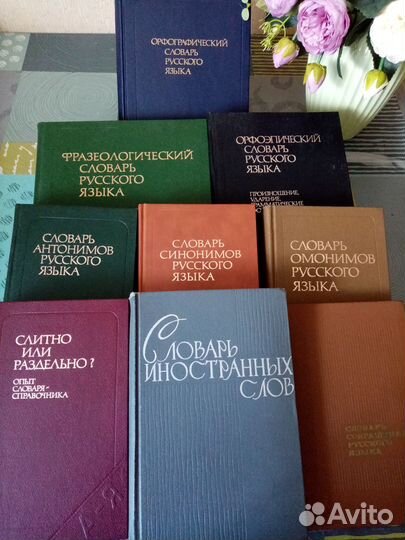 ОРФОГРАФИЧЕСКИЙ
СЛОВАРЬ
РУССКОГО
ЯЗЫКА
ФРАЗЕОЛОГИЧЕСКИЙ
СЛОВАРЬ
РУССКОГО
ЯЗЫКА
ОРФОЭПИЧЕСКИЙ
СЛОВАРЬ
РУССКОГО
ЯЗЫКА
ПРОИЗНОШЕНИЕ,
УДАРЕНИЕ,
ГРАММАТИЧЕСКИЕ
СЛОВАРЬ
АНТОНИМОВ
РУССКОГО
ЯЗЫКА
СЛОВАРЬ
СИНОНИМОВ
РУССКОГО
ЯЗЫКА
СЛОВАРЬ
ОМОНИМОВ
РУССКОГО
ЯЗЫКА
СЛИТНО
ИЛИ
РАЗДЕЛЬНО?
ОПЫТ
СЛОВАРЯ-
СПРАВОЧНИКА
Я
СЛОВАРЬ
ИНОСТРАННЫХ
СЛОВ
СЛОВАРЬ
СОКРАЩЕНИЙ
РУССКОГО
ЯЗЫКА
Avito